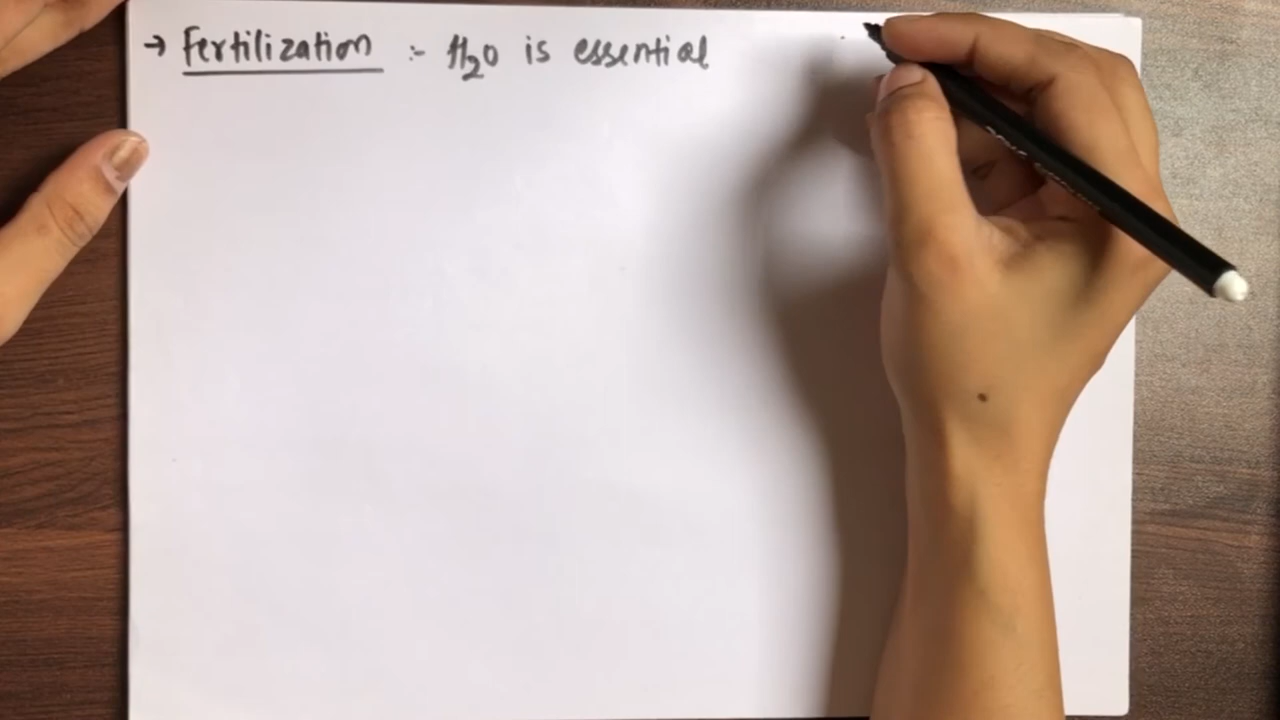 → Fertilization :- H₂O is essential